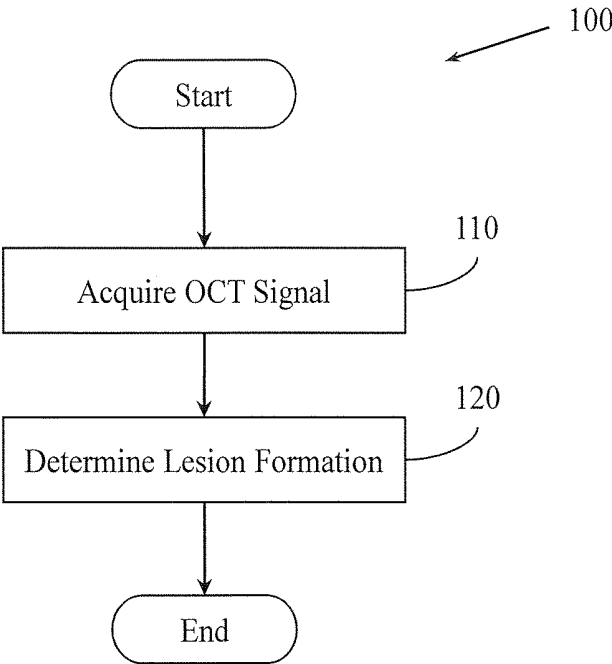 100
Start
110
Acquire OCT Signal
120
Determine Lesion Formation
End